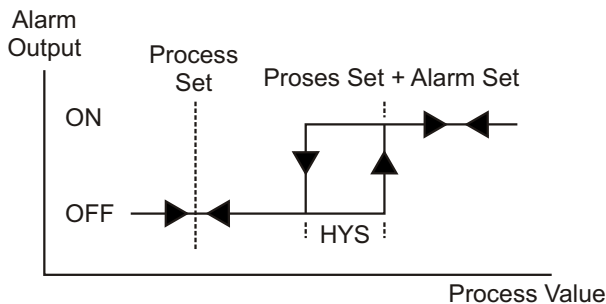 Alarm
Output
Process
Set
Proses Set + Alarm Set
ON
OFF
HYS
Process Value